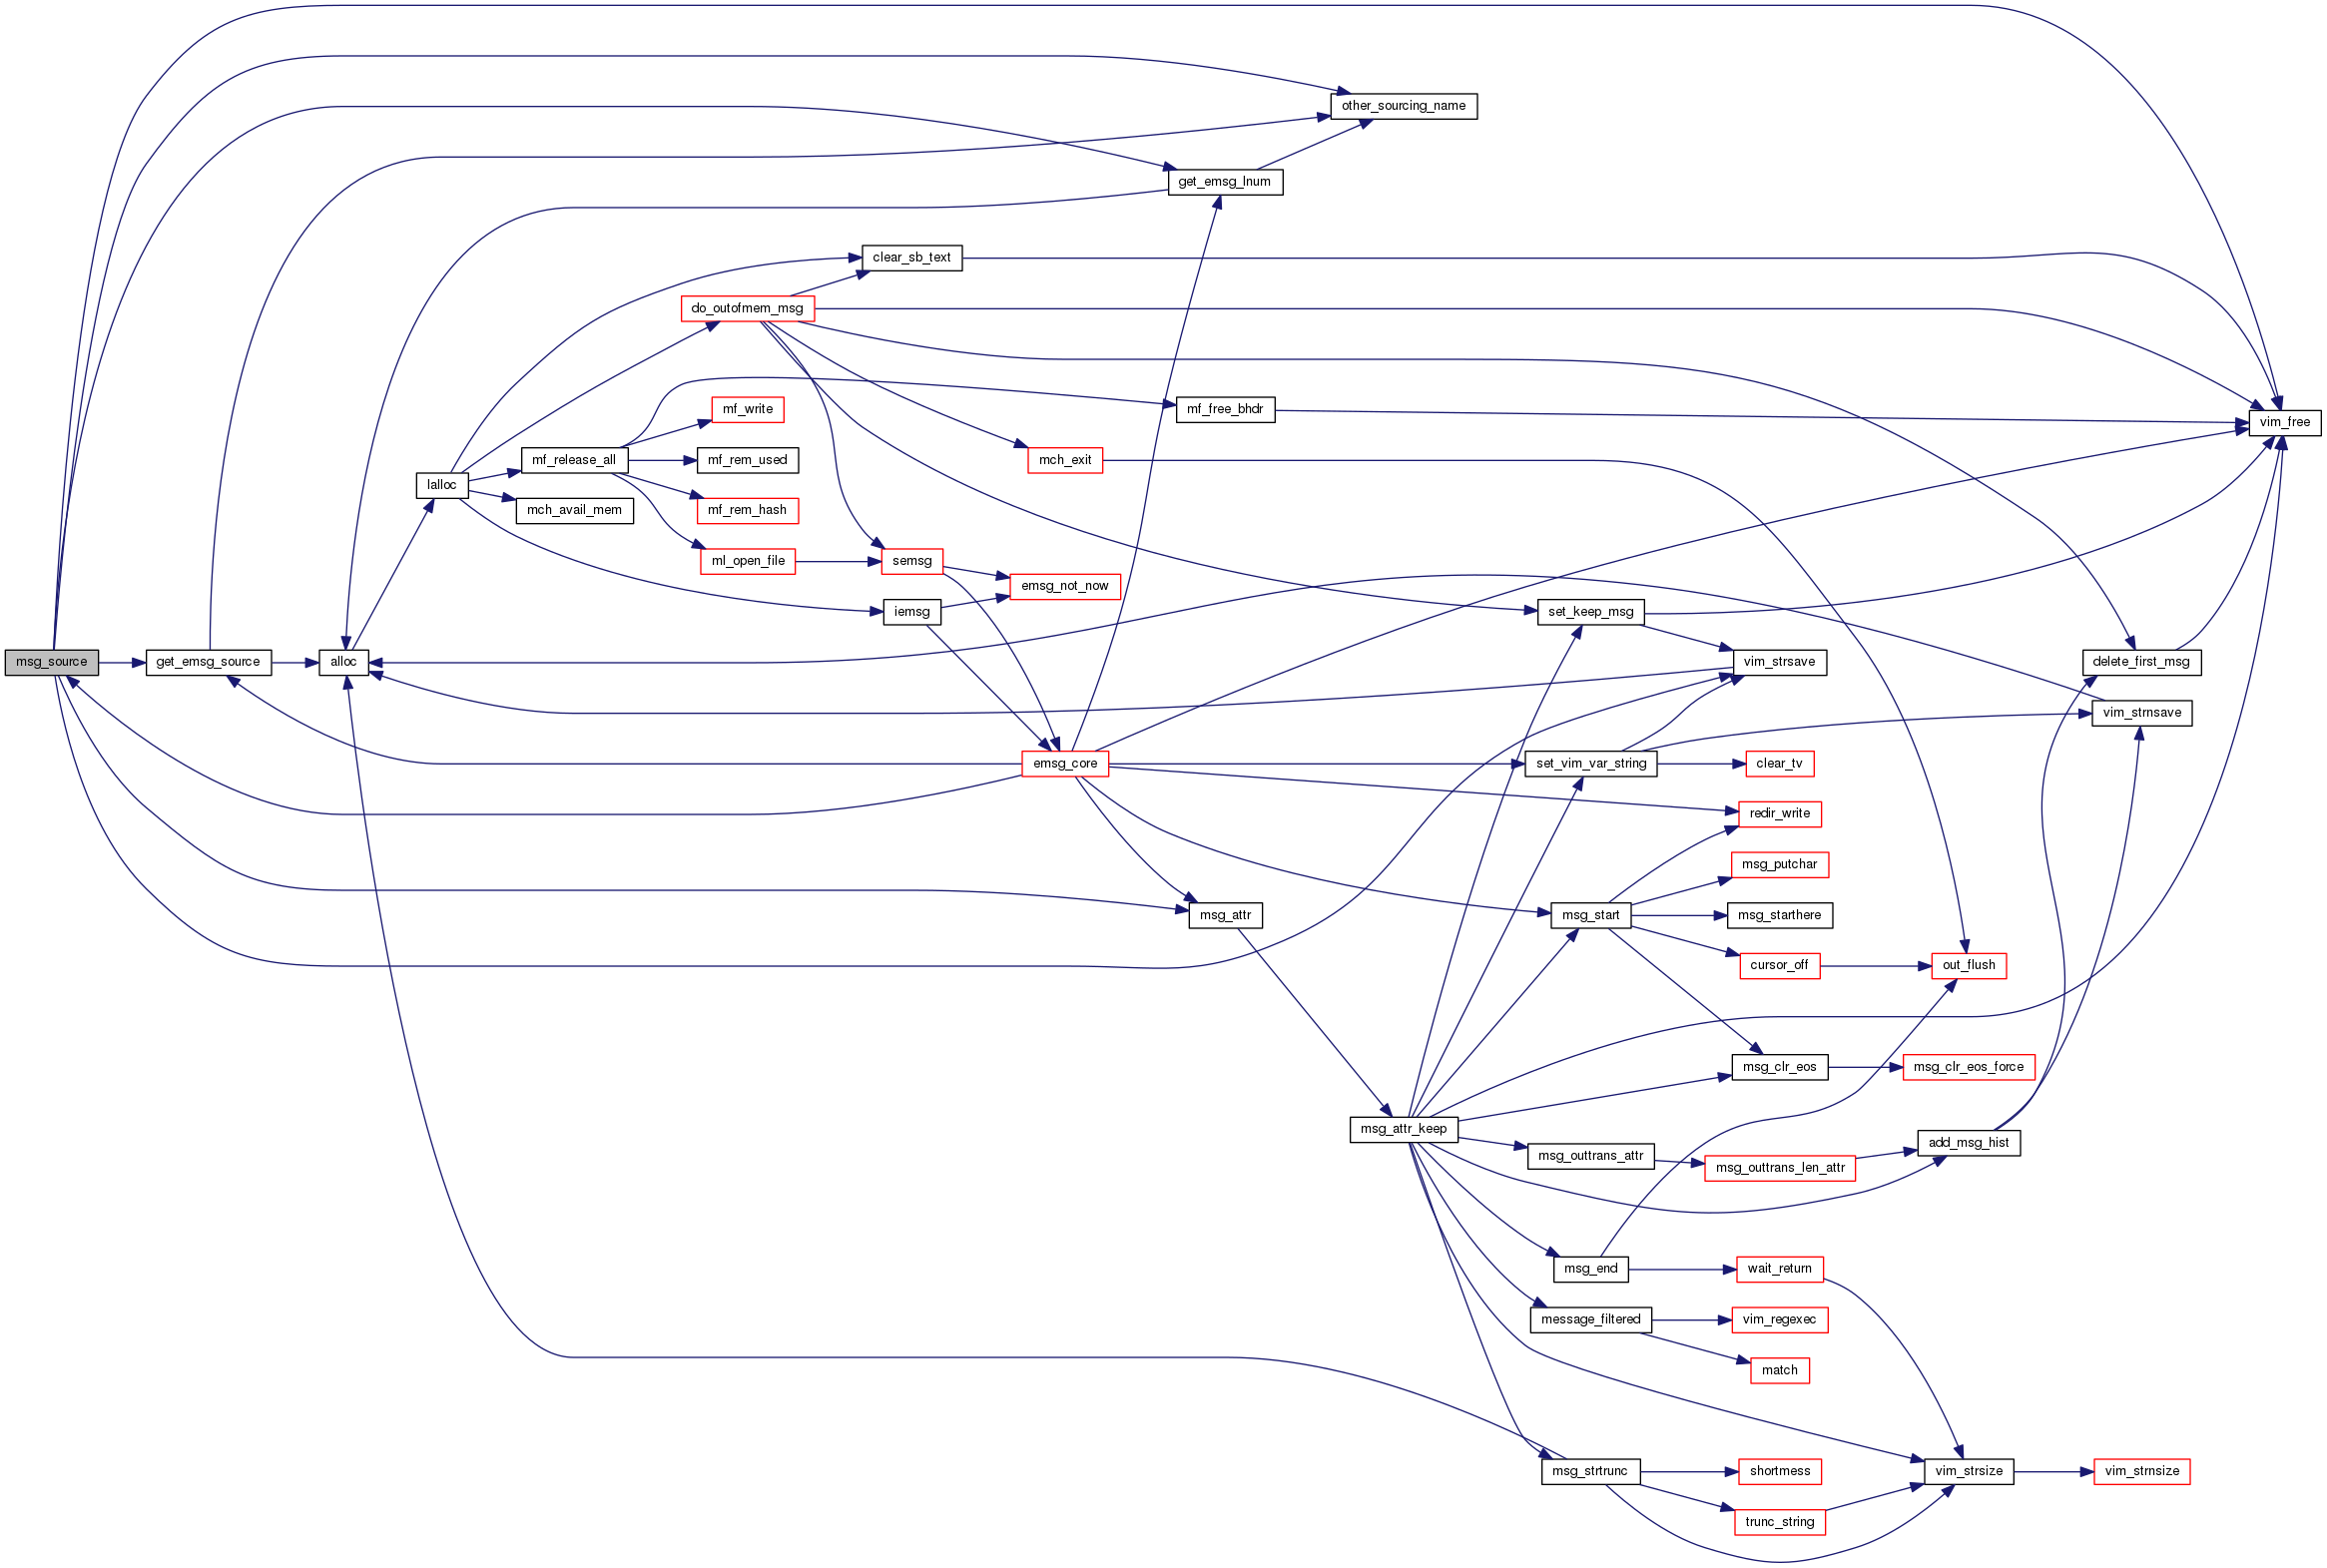 other_sourcing_name
get_emsg_lnum
clear_sb_text
do_outofmem_msg
mf_write
mf_free_bhdr
vim_free
mf_release_all
mf_rem_used
mch_exit
lalloc
mch_avail_mem
mf_rem_hash
ml_open_file
semsg
emsg_not_now
iemsg
set_keep_msg
msg_source
get_emsg_source
alloc
vim_strsave
delete_first_msg
vim_strnsave
emsg_core
set_vim_var_string
clear_tv
redir_write
msg_putchar
msg_attr
msg_start
msg_starthere
cursor_off
out_flush
msg_clr_eos
msg_clr_eos_force
msg_attr_keep
add_msg_hist
msg_outtrans_attr
msg_outtrans_len_attr
msg_end
wait_return
message_filtered
vim_regexec
match
msg_strtrunc
shortmess
vim_strsize
vim_strnsize
trunc_string